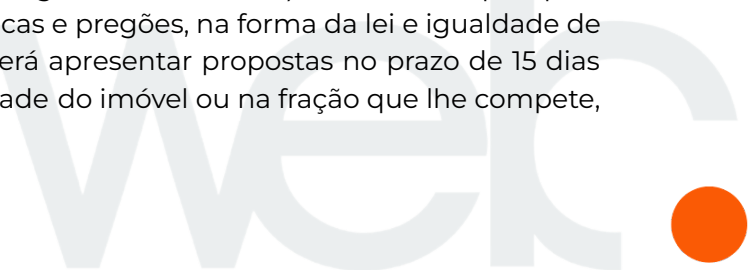 cas e pregões, na forma da lei e igualdade de
erá apresentar propostas no prazo de 15 dias
ade do imóvel ou na fração que lhe compete,